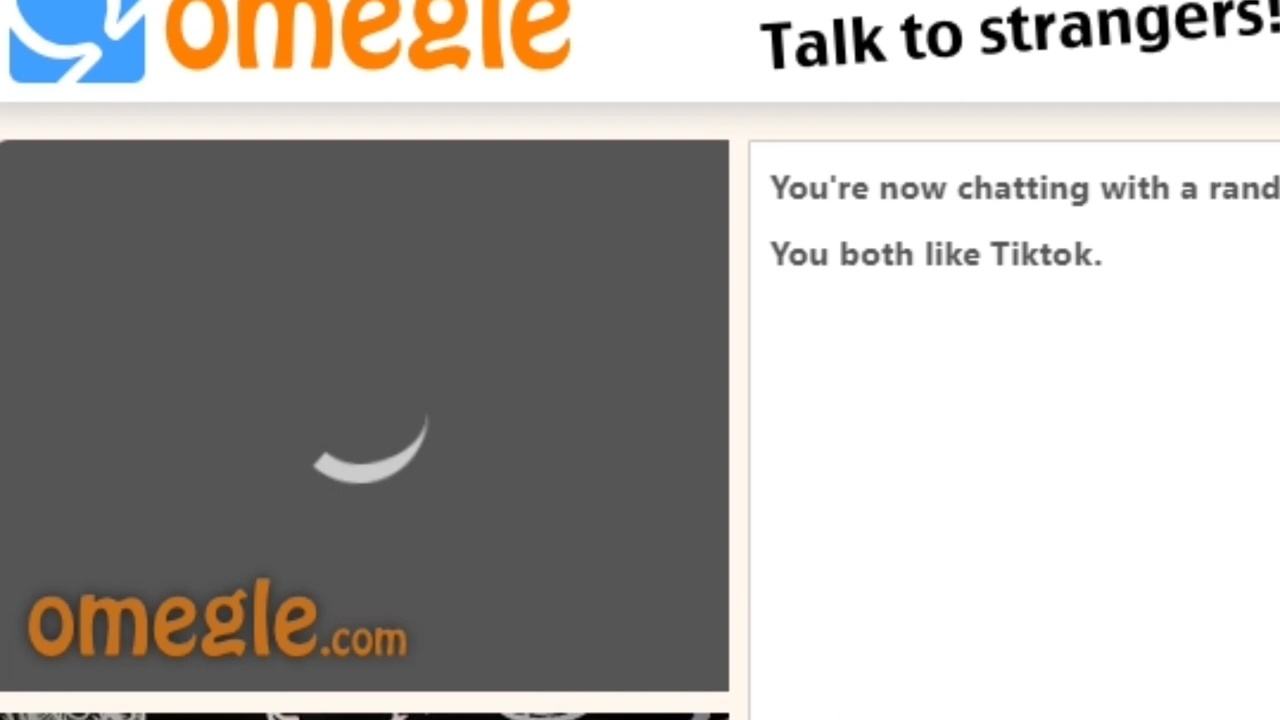 omegle
Talk to strangers!
You're now chatting with a rand
You both like Tiktok.
omegle.com